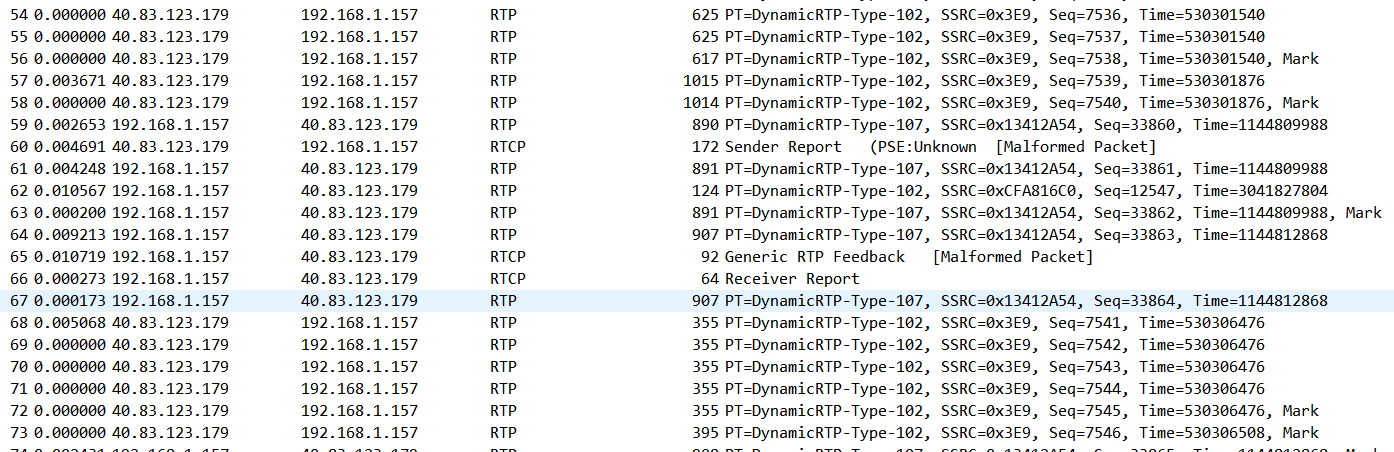 54 0.000000 40.83.123.179 192.168.1.157 RTP 625 PT=DynamicRTP-Type-102, SSRC=0x3E9, Seq=7536, Time=530301540
55 0.000000 40.83.123.179 192.168.1.157 RTP 625 PT=DynamicRTP-Type-102, SSRC=0x3E9, Seq=7537, Time=530301540
56 0.000000 40.83.123.179 192.168.1.157 RTP 617 PT=DynamicRTP-Type-102, SSRC=0x3E9, Seq=7538, Time=530301540, Mark
57 0.003671 40.83.123.179 192.168.1.157 RTP 1015 PT=DynamicRTP-Type-102, SSRC=0x3E9, Seq=7539, Time=530301876
58 0.000000 40.83.123.179 192.168.1.157 RTP 1014 PT=DynamicRTP-Type-102, SSRC=0x3E9, Seq=7540, Time=530301876, Mark
59 0.002653 192.168.1.157 40.83.123.179 RTP 890 PT=DynamicRTP-Type-107, SSRC=0x13412A54, Seq=33860, Time=1144809988
60 0.004691 192.168.1.157 40.83.123.179 RTCP 172 Sender Report (PSE:Unknown [Malformed Packet]
61 0.004248 192.168.1.157 40.83.123.179 RTP 891 PT=DynamicRTP-Type-107, SSRC=0x13412A54, Seq=33861, Time=1144809988
62 0.010567 192.168.1.157 40.83.123.179 RTP 124 PT=DynamicRTP-Type-102, SSRC=0xCFA816C0, Seq=12547, Time=3041827804
63 0.000200 192.168.1.157 40.83.123.179 RTP 891 PT=DynamicRTP-Type-107, SSRC=0x13412A54, Seq=33862, Time=1144809988, Mark
64 0.009213 192.168.1.157 40.83.123.179 RTP 907 PT=DynamicRTP-Type-107, SSRC=0x13412A54, Seq=33863, Time=1144812868
65 0.010719 192.168.1.157 40.83.123.179 RTCP 92 Generic RTP Feedback [Malformed Packet]
66 0.000273 192.168.1.157 40.83.123.179 RTCP 64 Receiver Report
67 0.000173 192.168.1.157 40.83.123.179 RTP 907 PT=DynamicRTP-Type-107, SSRC=0x13412A54, Seq=33864, Time=1144812868
68 0.005068 40.83.123.179 192.168.1.157 RTP 355 PT=DynamicRTP-Type-102, SSRC=0x3E9, Seq=7541, Time=530306476
69 0.000000 40.83.123.179 192.168.1.157 RTP 355 PT=DynamicRTP-Type-102, SSRC=0x3E9, Seq=7542, Time=530306476
70 0.000000 40.83.123.179 192.168.1.157 RTP 355 PT=DynamicRTP-Type-102, SSRC=0x3E9, Seq=7543, Time=530306476
71 0.000000 40.83.123.179 192.168.1.157 RTP 355 PT=DynamicRTP-Type-102, SSRC=0x3E9, Seq=7544, Time=530306476
72 0.000000 40.83.123.179 192.168.1.157 RTP 355 PT=DynamicRTP-Type-102, SSRC=0x3E9, Seq=7545, Time=530306476, Mark
73 0.000000 40.83.123.179 192.168.1.157 RTP 395 PT=DynamicRTP-Type-102, SSRC=0x3E9, Seq=7546, Time=530306508, Mark